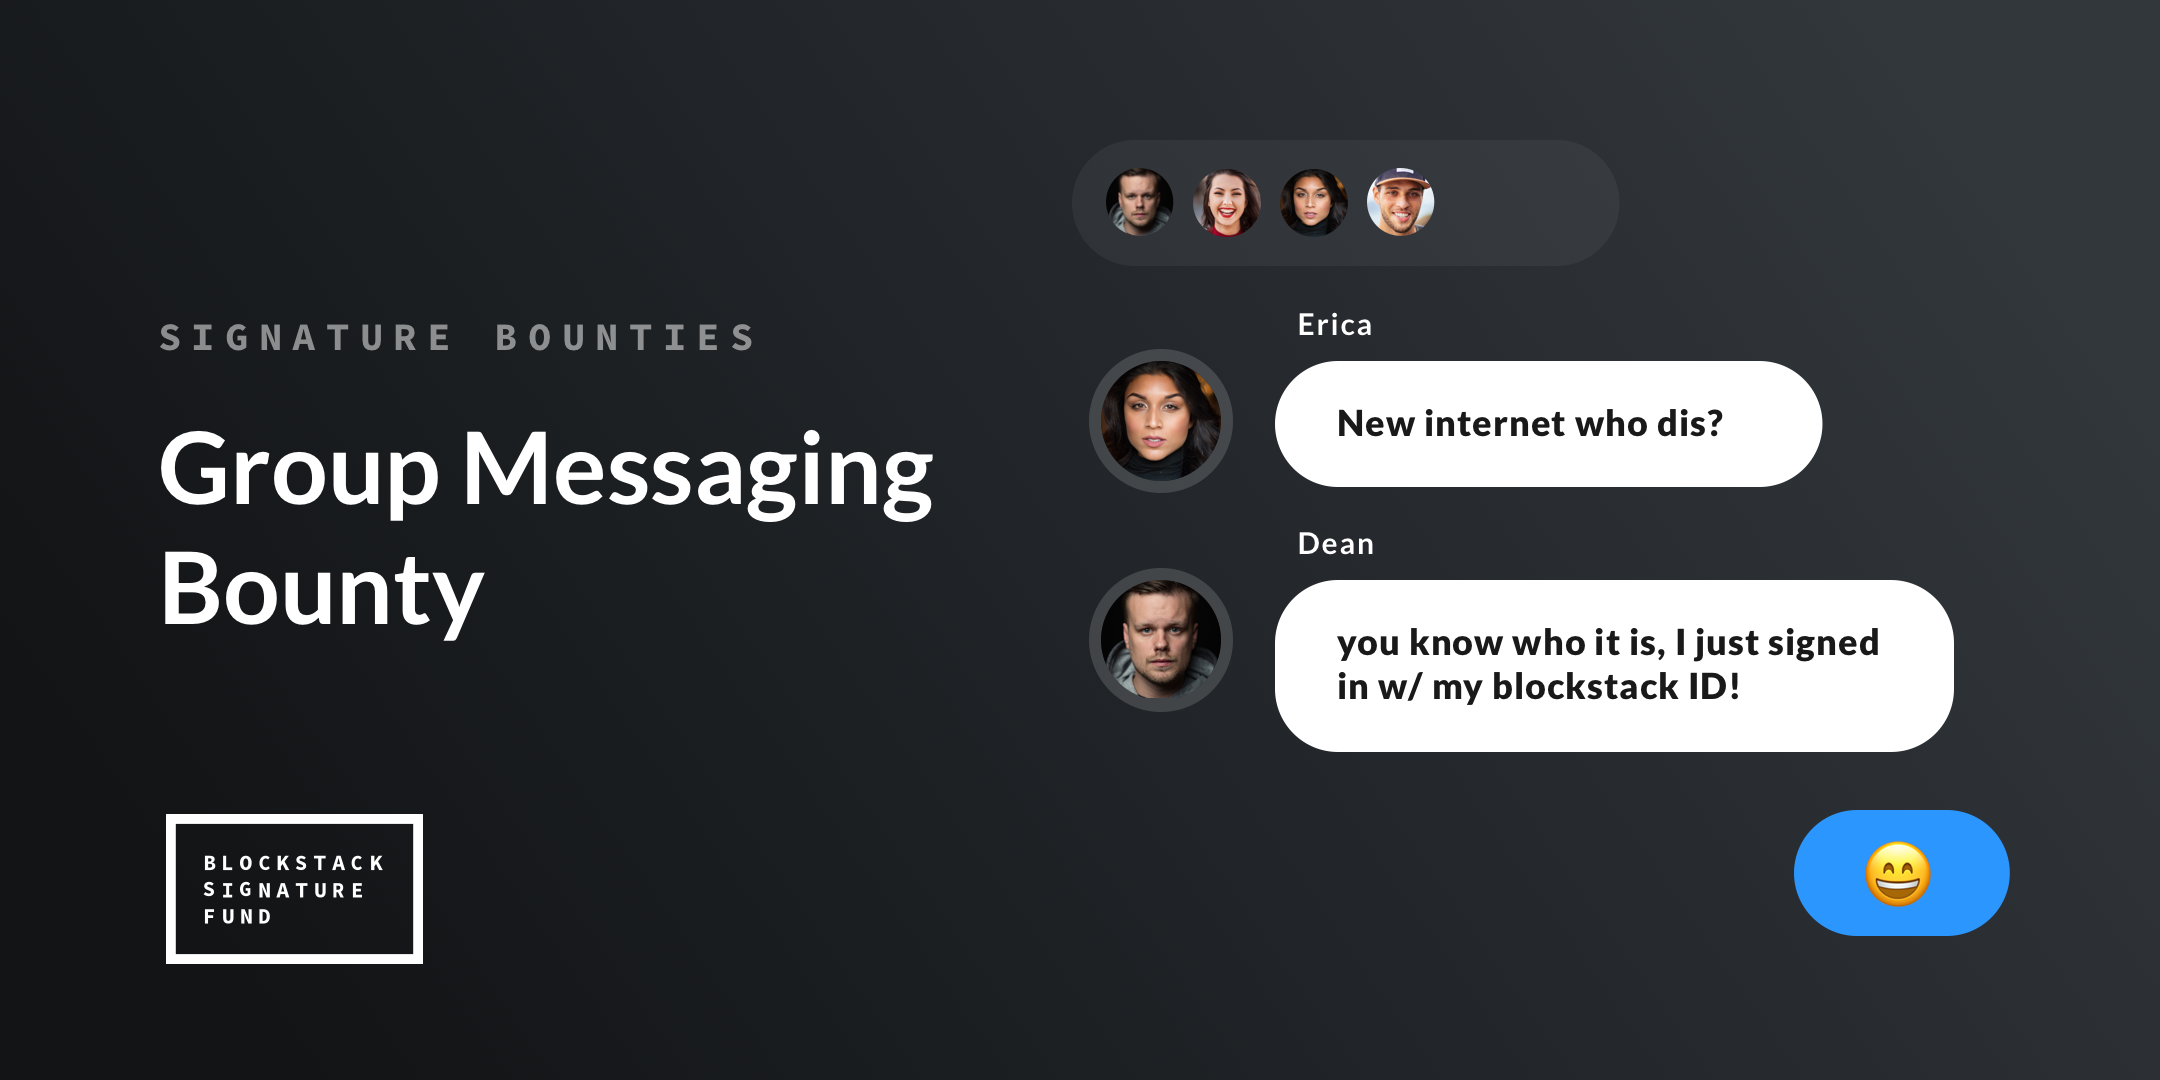 SIGNATURE BOUNTIES
Group Messaging
Bounty
BLOCKSTACK
SIGNATURE
FUND
Erica
New internet who dis?
Dean
you know who it is, I just signed
in w/ my blockstack ID!
😄